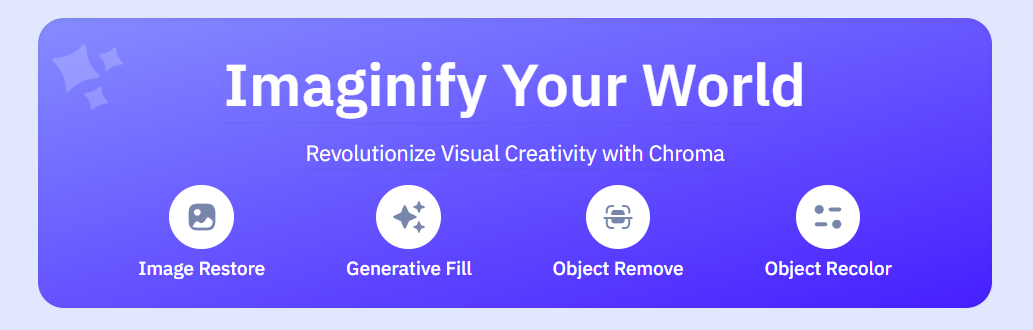 Imaginify Your World
Revolutionize Visual Creativity with Chroma
Image Restore
Generative Fill
Object Remove
Object Recolor